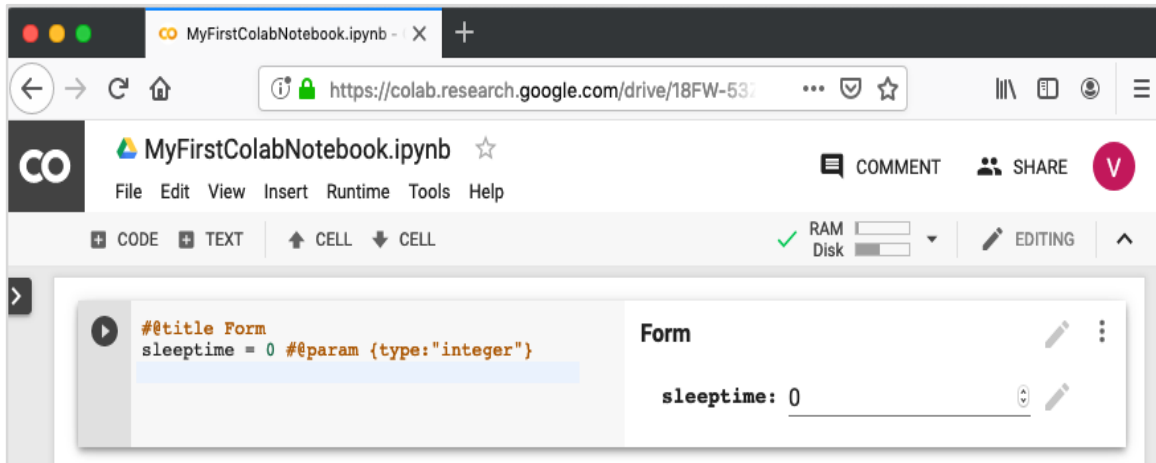 CO MyFirstColabNotebook.ipynb -
https://colab.research.google.com/drive/18FW-53
CO
MyFirstColabNotebook.ipynb
COMMENT
SHARE
V
File Edit View Insert Runtime Tools Help
CODE TEXT CELL CELL
RAM
Disk
EDITING
#@title Form
sleeptime = 0 #@param {type:"integer"}
Form
sleeptime: 0